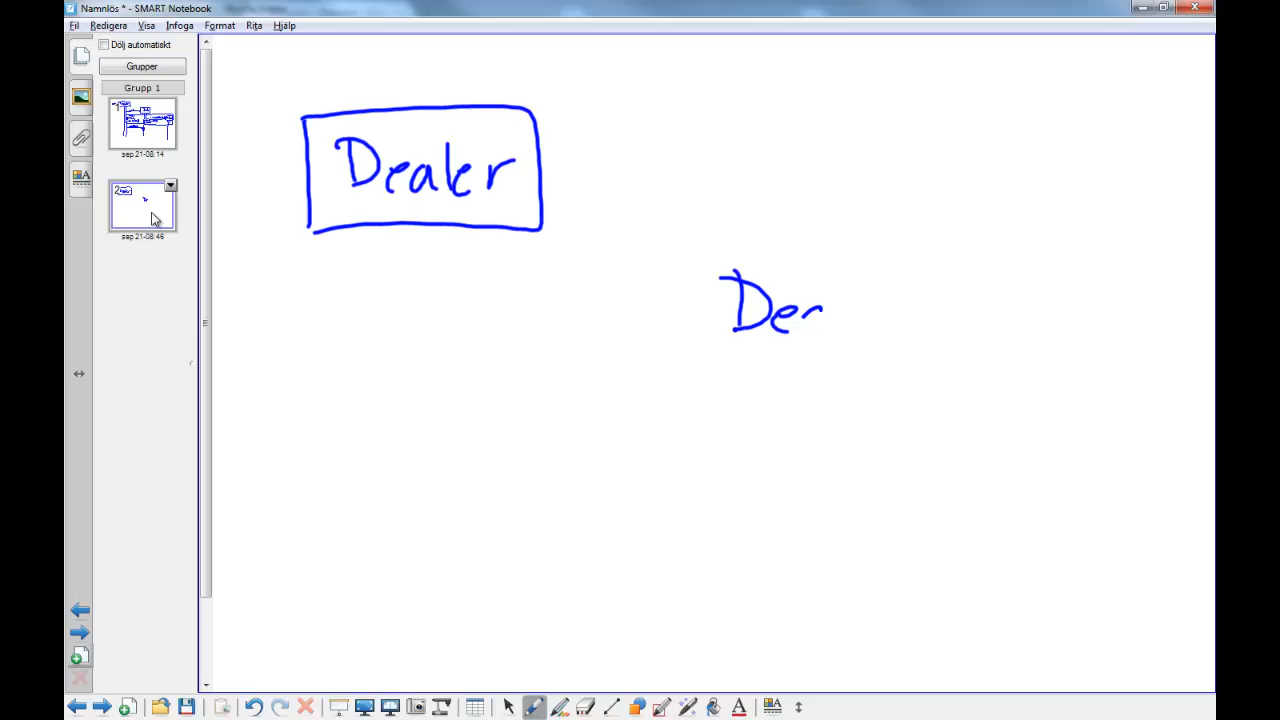 Namnlös * - SMART Notebook
Fil Redigera Visa Infoga Format Rita Hjälp
Dölj automatiskt
Grupper
Grupp 1
sep 21-08:14
sep 21-08:46
Dealer
Der